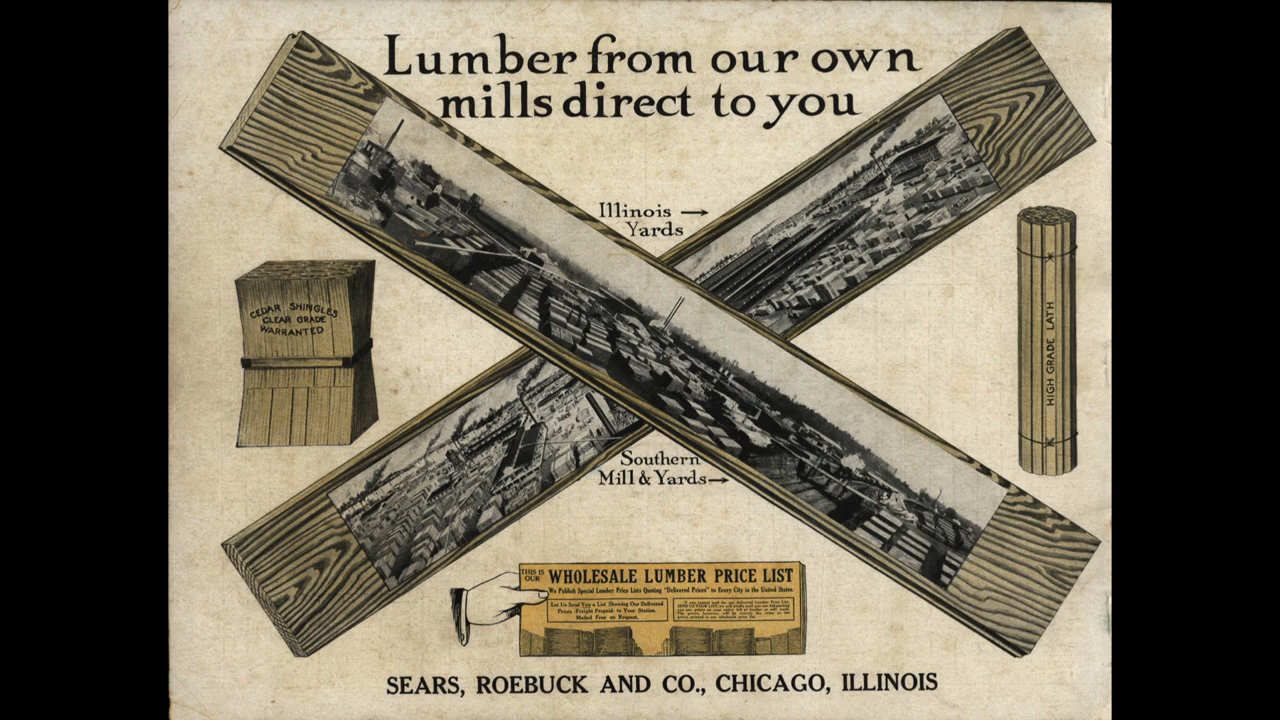 Lumber from our own
mills direct to you
Illinois
Yards
CEDAR SHINGLES
CLEAR GRADE
WARRANTED
HIGH GRADE LATH
Southern
Mill & Yards
THIS IS
OUR
WHOLESALE LUMBER PRICE LIST
We Publish Special Lumber Price Lists Quoting "Delivered Prices" to Every City in the United States
Let Us Send You a List Showing Our Delivered
Prices Freight Prepaid to Your Station.
Mailed Free on Request.
SEARS, ROEBUCK AND CO., CHICAGO, ILLINOIS